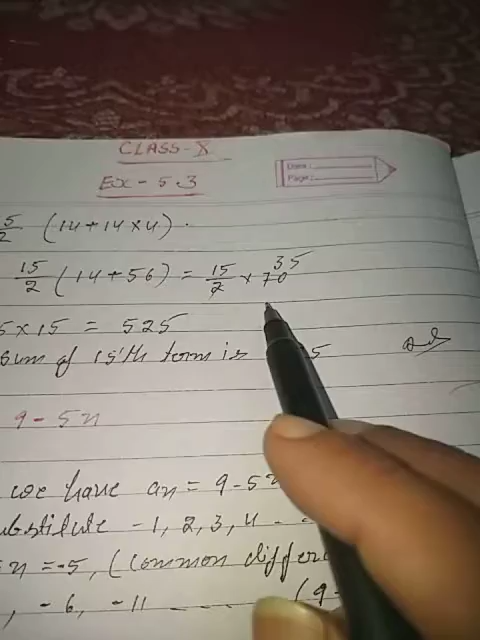 CLASS-X
EX-5.3
Date:
Page:
5/2 (14+14×4).
15/2 (14+56) = 15/2 × 70 35
5×15 = 525
Sum of 15th term is 5
9-5n
we have an = 9-5n
ubstitute -1, 2, 3, 4 - -
n = -5, (Common differ
, -6, -11 - - - - - (9-